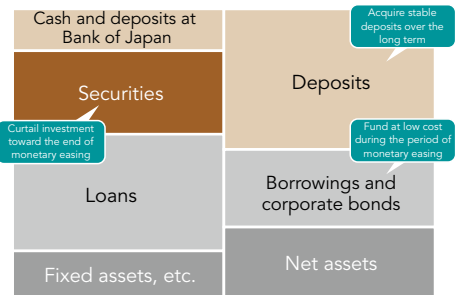 Cash and deposits at
Bank of Japan
Securities
Curtail investment
toward the end of
monetary easing
Loans
Fixed assets, etc.
Acquire stable
deposits over the
long term
Deposits
Fund at low cost
during the period of
monetary easing
Borrowings and
corporate bonds
Net assets